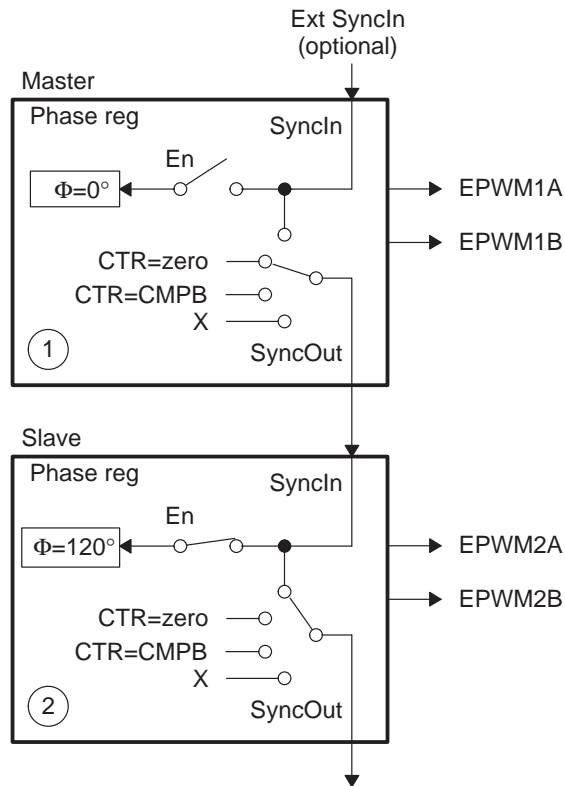 Ext SyncIn
(optional)
Master
Phase reg
SyncIn
En
Φ=0°
EPWM1A
EPWM1B
CTR=zero
CTR=CMPB
X
1
SyncOut
Slave
Phase reg
SyncIn
En
Φ=120°
EPWM2A
EPWM2B
CTR=zero
CTR=CMPB
X
2
SyncOut